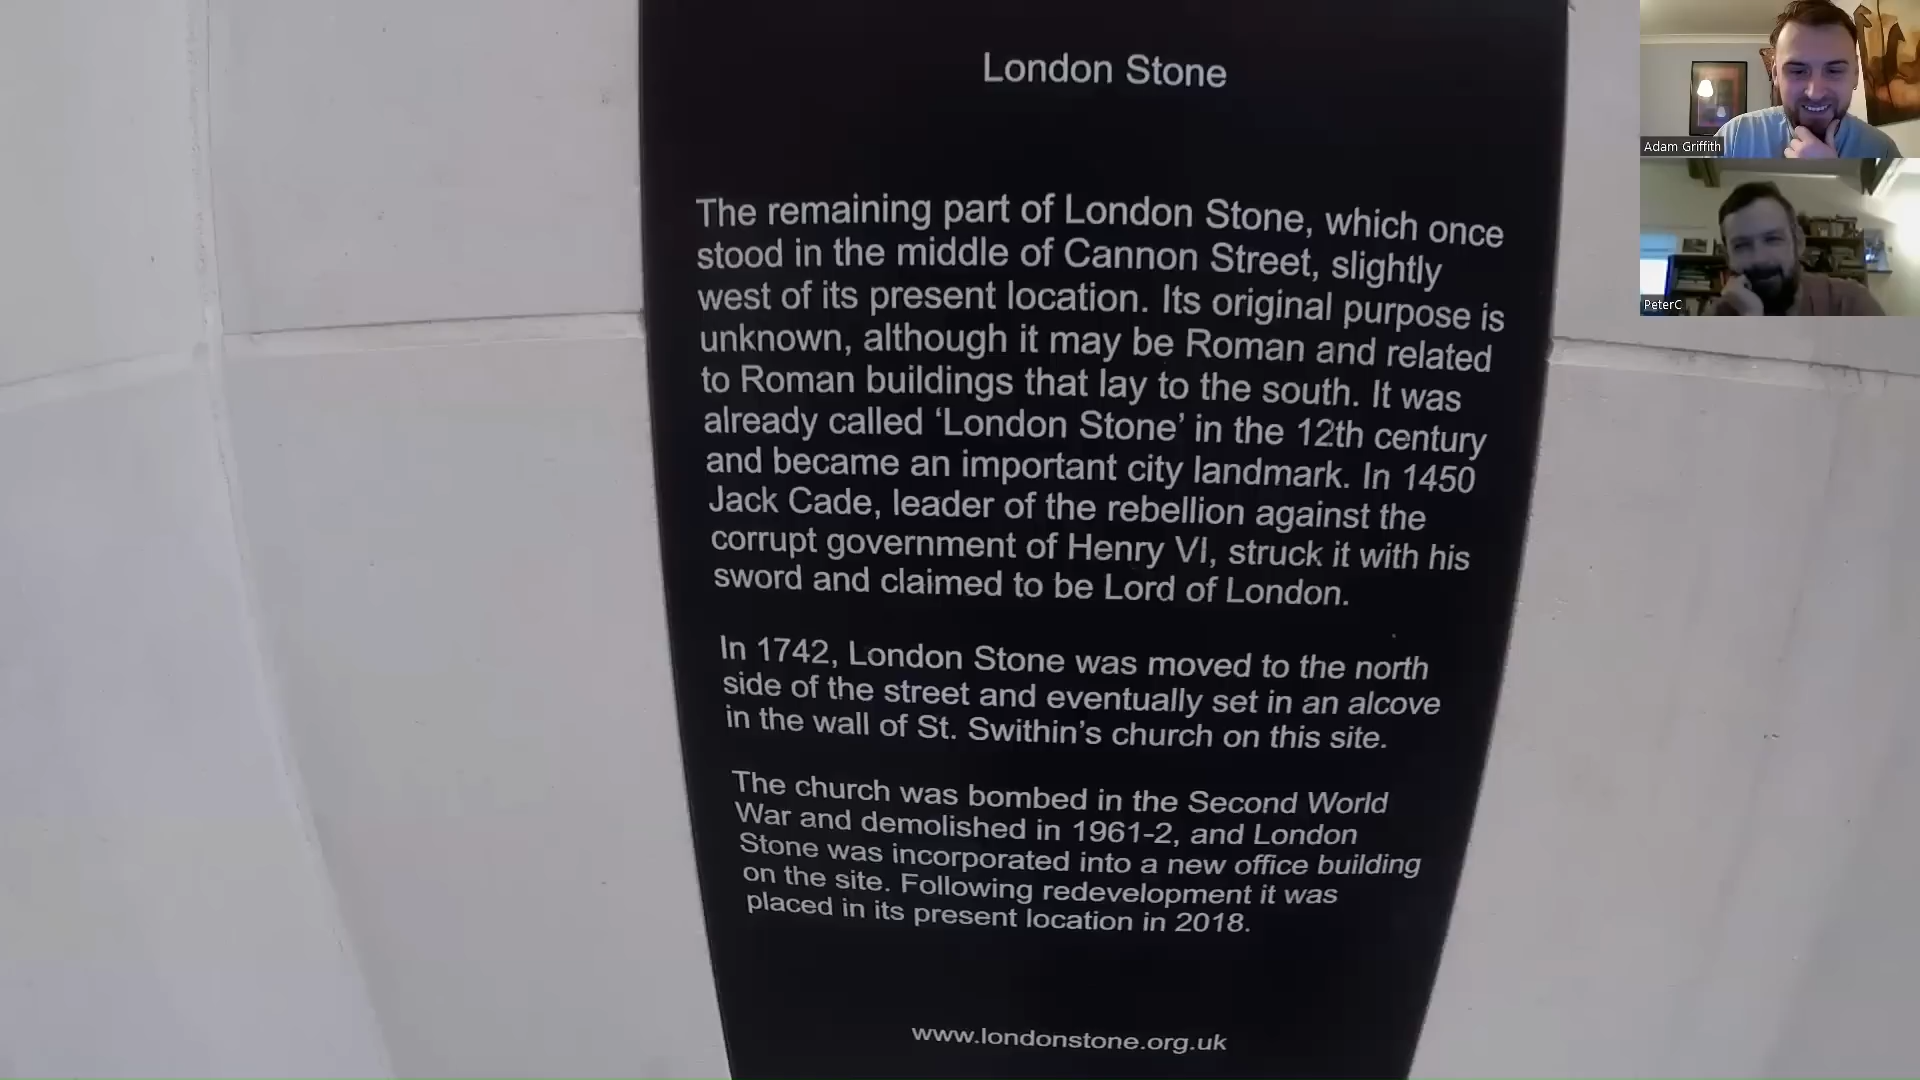 London Stone
The remaining part of London Stone, which once
stood in the middle of Cannon Street, slightly
west of its present location. Its original purpose is
unknown, although it may be Roman and related
to Roman buildings that lay to the south. It was
already called ‘London Stone’ in the 12th century
and became an important city landmark. In 1450
Jack Cade, leader of the rebellion against the
corrupt government of Henry VI, struck it with his
sword and claimed to be Lord of London.
In 1742, London Stone was moved to the north
side of the street and eventually set in an alcove
in the wall of St. Swithin’s church on this site.
The church was bombed in the Second World
War and demolished in 1961-2, and London
Stone was incorporated into a new office building
on the site. Following redevelopment it was
placed in its present location in 2018.
www.londonstone.org.uk
Adam Griffith
PeterC